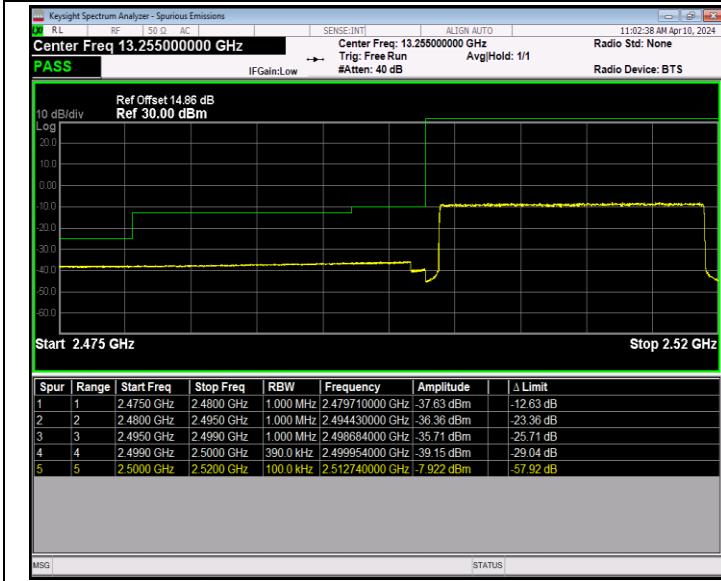 Keysight Spectrum Analyzer - Spurious Emissions
RL RF 50 Ω AC SENSE:INT ALIGN AUTO 11:02:38 AM Apr 10, 2024
Center Freq 13.255000000 GHz Center Freq: 13.255000000 GHz Radio Std: None
Trig: Free Run Avg|Hold: 1/1
PASS IFGain:Low #Atten: 40 dB Radio Device: BTS
Ref Offset 14.86 dB
10 dB/div Ref 30.00 dBm
Log
20.0
10.0
0.00
-10.0
-20.0
-30.0
-40.0
-50.0
-60.0
Start 2.475 GHz Stop 2.52 GHz
Spur Range Start Freq Stop Freq RBW Frequency Amplitude Δ Limit
1 1 2.4750 GHz 2.4800 GHz 1.000 MHz 2.479710000 GHz -37.63 dBm -12.63 dB
2 2 2.4800 GHz 2.4950 GHz 1.000 MHz 2.494430000 GHz -36.36 dBm -23.36 dB
3 3 2.4950 GHz 2.4990 GHz 1.000 MHz 2.498684000 GHz -35.71 dBm -25.71 dB
4 4 2.4990 GHz 2.5000 GHz 390.0 kHz 2.499954000 GHz -39.15 dBm -29.04 dB
5 5 2.5000 GHz 2.5200 GHz 100.0 kHz 2.512740000 GHz -7.922 dBm -57.92 dB
MSG STATUS